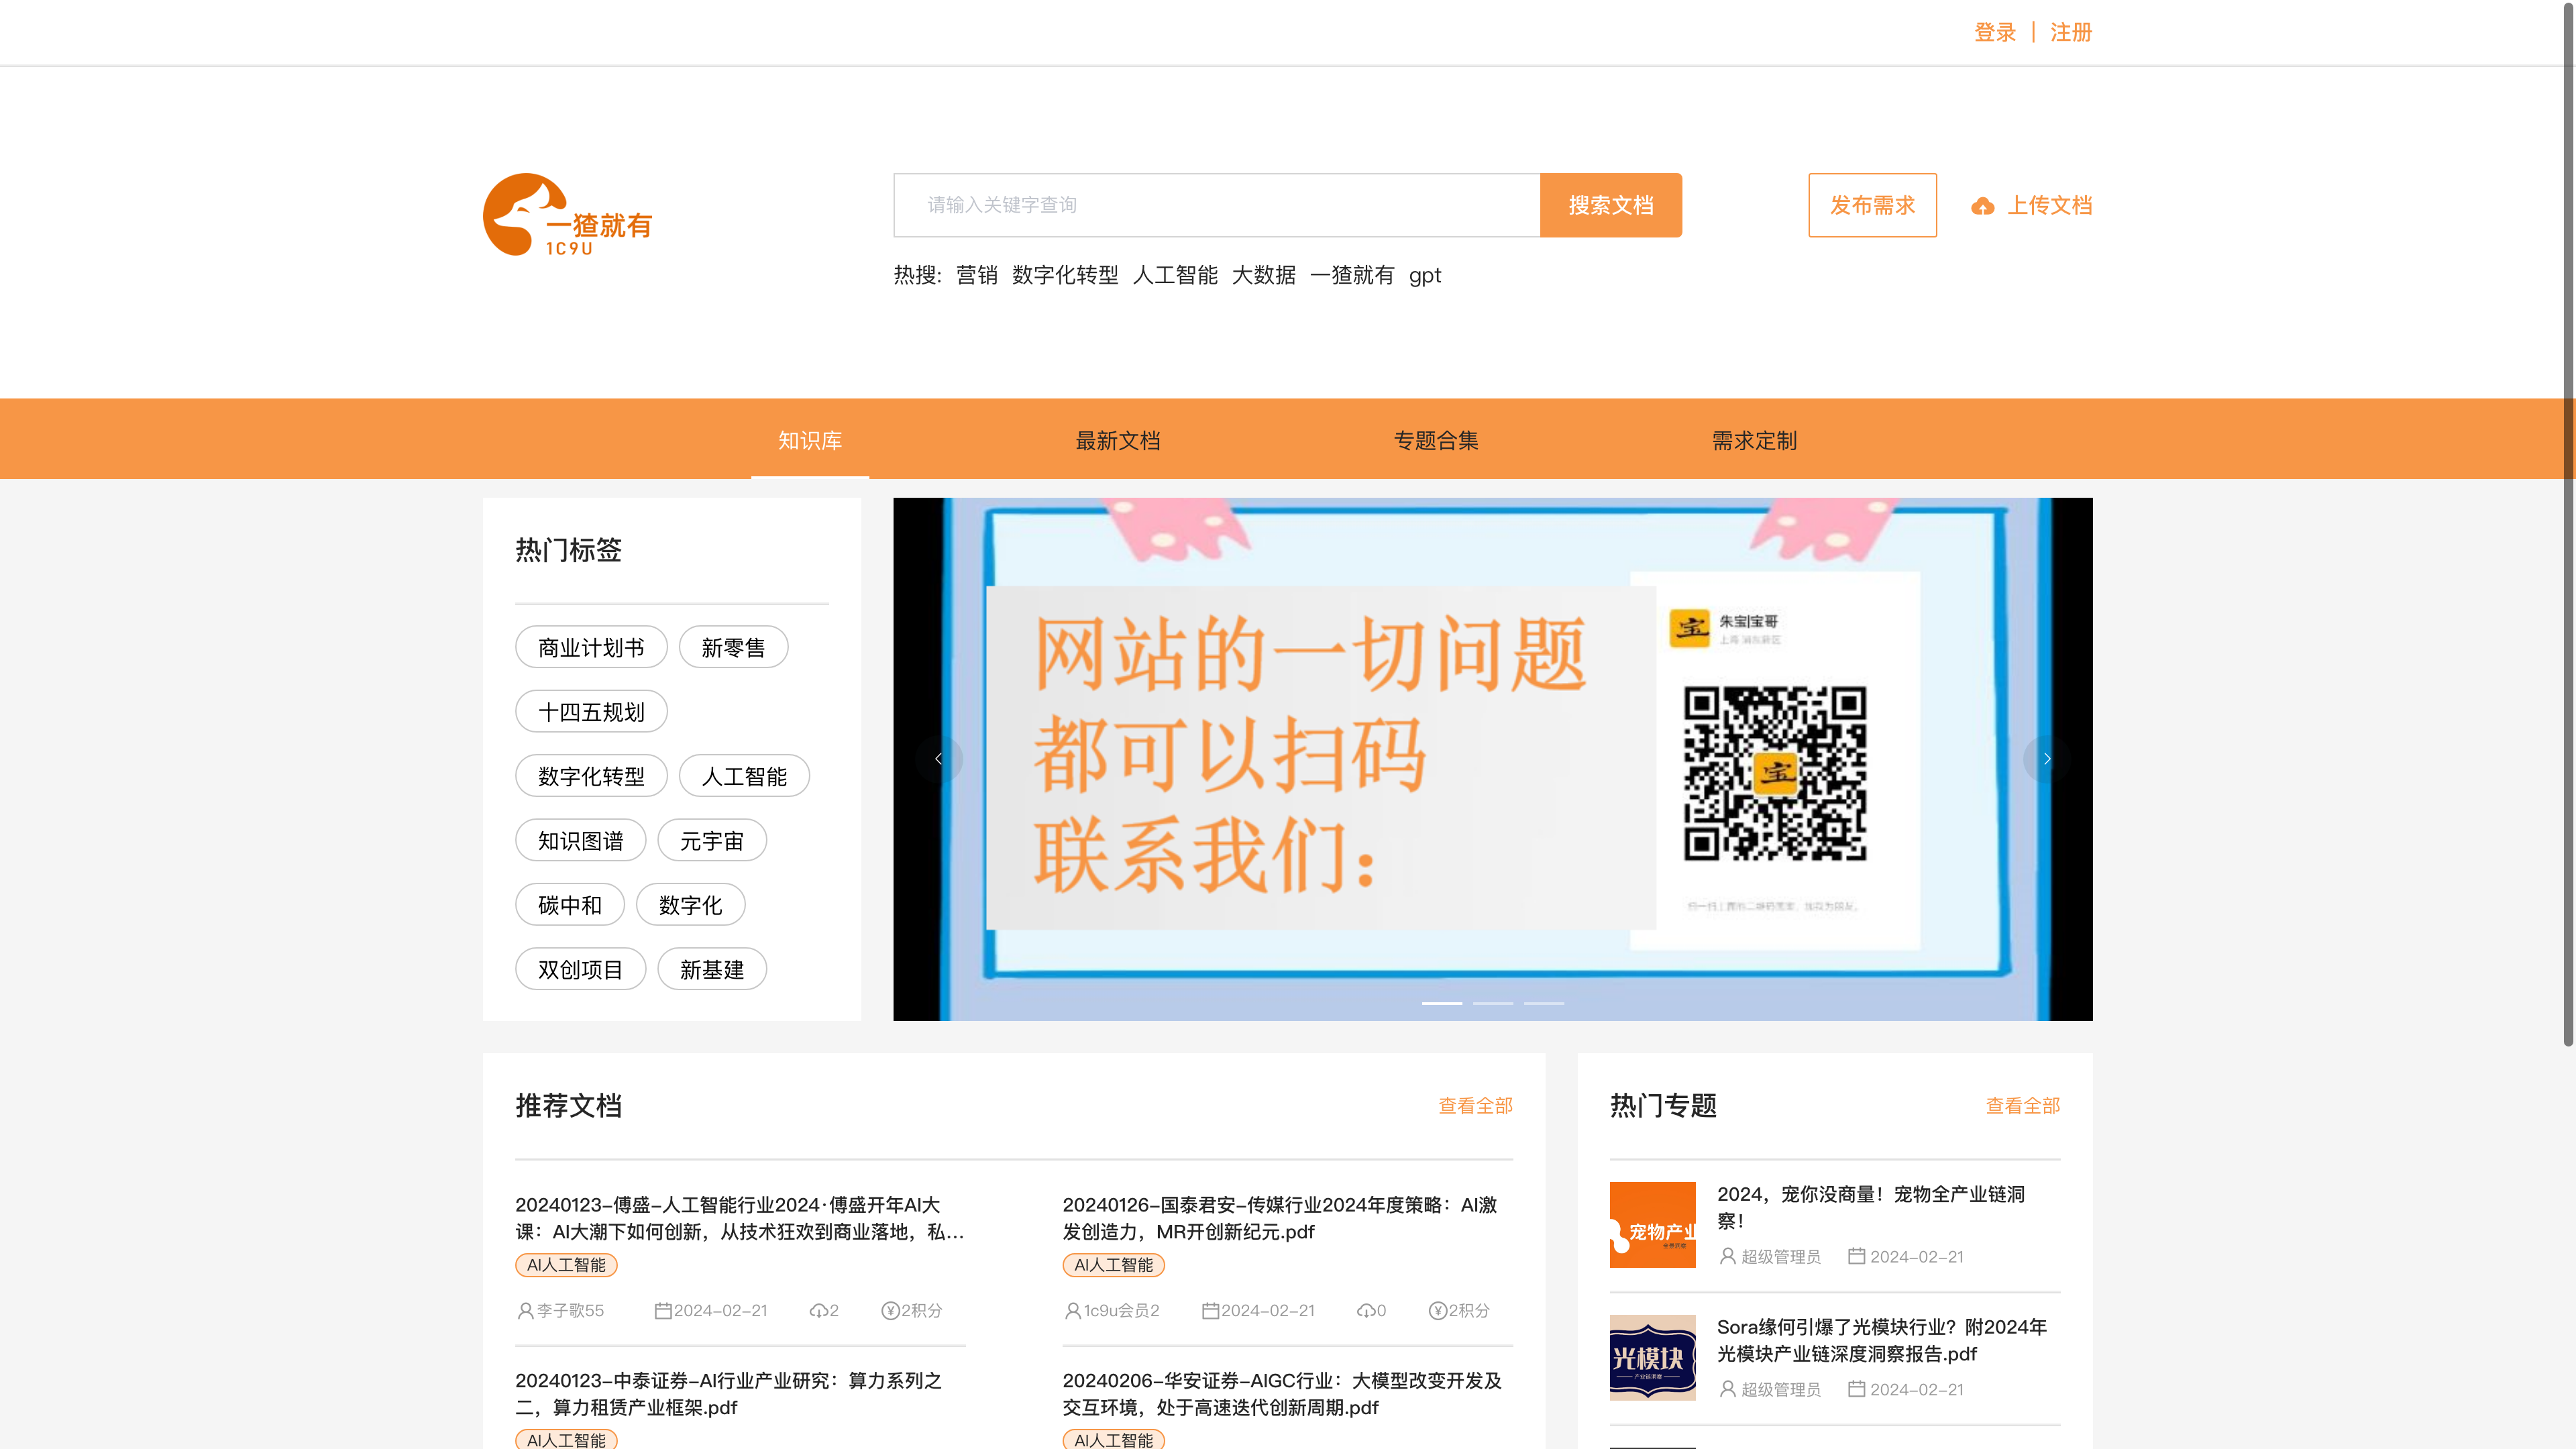 登录 | 注册
一猹就有
1C9U
请输入关键字查询
搜索文档
发布需求
上传文档
热搜: 营销 数字化转型 人工智能 大数据 一猹就有 gpt
知识库
最新文档
专题合集
需求定制
热门标签
商业计划书
新零售
十四五规划
数字化转型
人工智能
知识图谱
元宇宙
碳中和
数字化
双创项目
新基建
网站的一切问题
都可以扫码
联系我们：
朱宝|宝哥
上海 浦东新区
宝
推荐文档
查看全部
20240123-傅盛-人工智能行业2024·傅盛开年AI大
课：AI大潮下如何创新，从技术狂欢到商业落地，私...
AI人工智能
李子歌55 2024-02-21 2 2积分
20240126-国泰君安-传媒行业2024年度策略：AI激
发创造力，MR开创新纪元.pdf
AI人工智能
1c9u会员2 2024-02-21 0 2积分
20240123-中泰证券-AI行业产业研究：算力系列之
二，算力租赁产业框架.pdf
AI人工智能
20240206-华安证券-AIGC行业：大模型改变开发及
交互环境，处于高速迭代创新周期.pdf
AI人工智能
热门专题
查看全部
宠物产业
2024，宠你没商量！宠物全产业链洞
察！
超级管理员 2024-02-21
光模块
产业链洞察
Sora缘何引爆了光模块行业？附2024年
光模块产业链深度洞察报告.pdf
超级管理员 2024-02-21